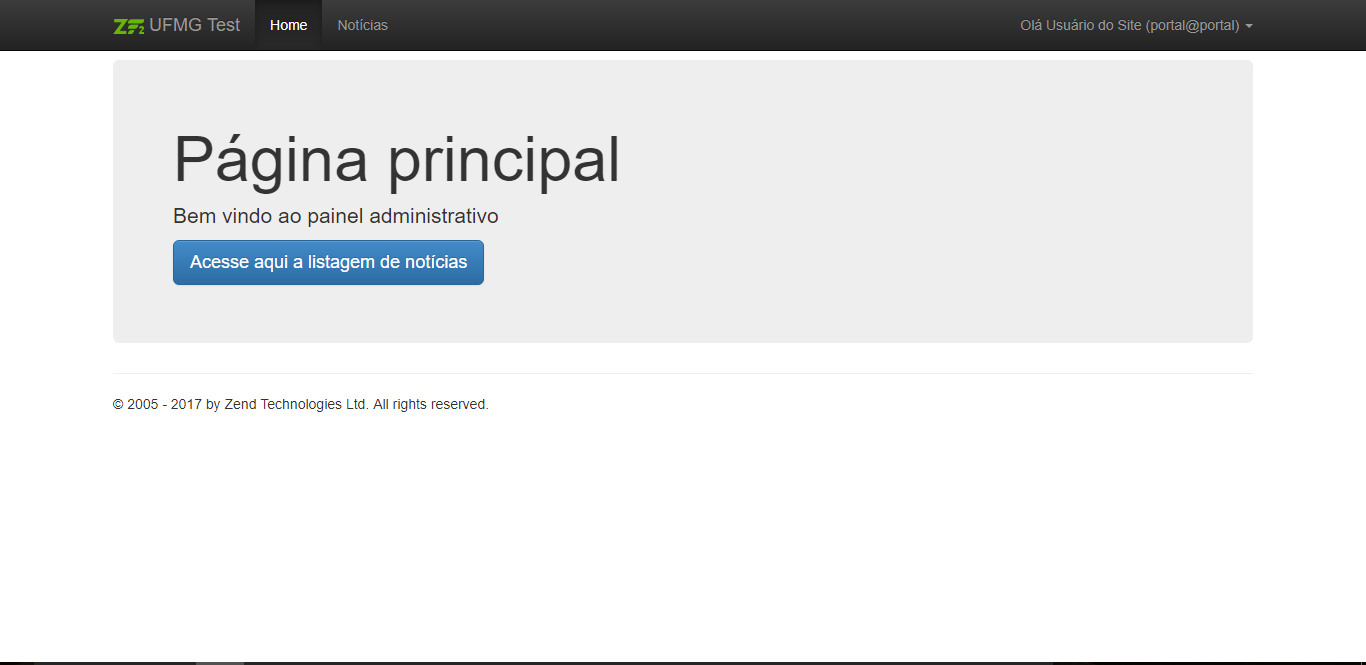 ZF2 UFMG Test Home Notícias Olá Usuário do Site (portal@portal)
Página principal
Bem vindo ao painel administrativo
Acesse aqui a listagem de notícias
© 2005 - 2017 by Zend Technologies Ltd. All rights reserved.